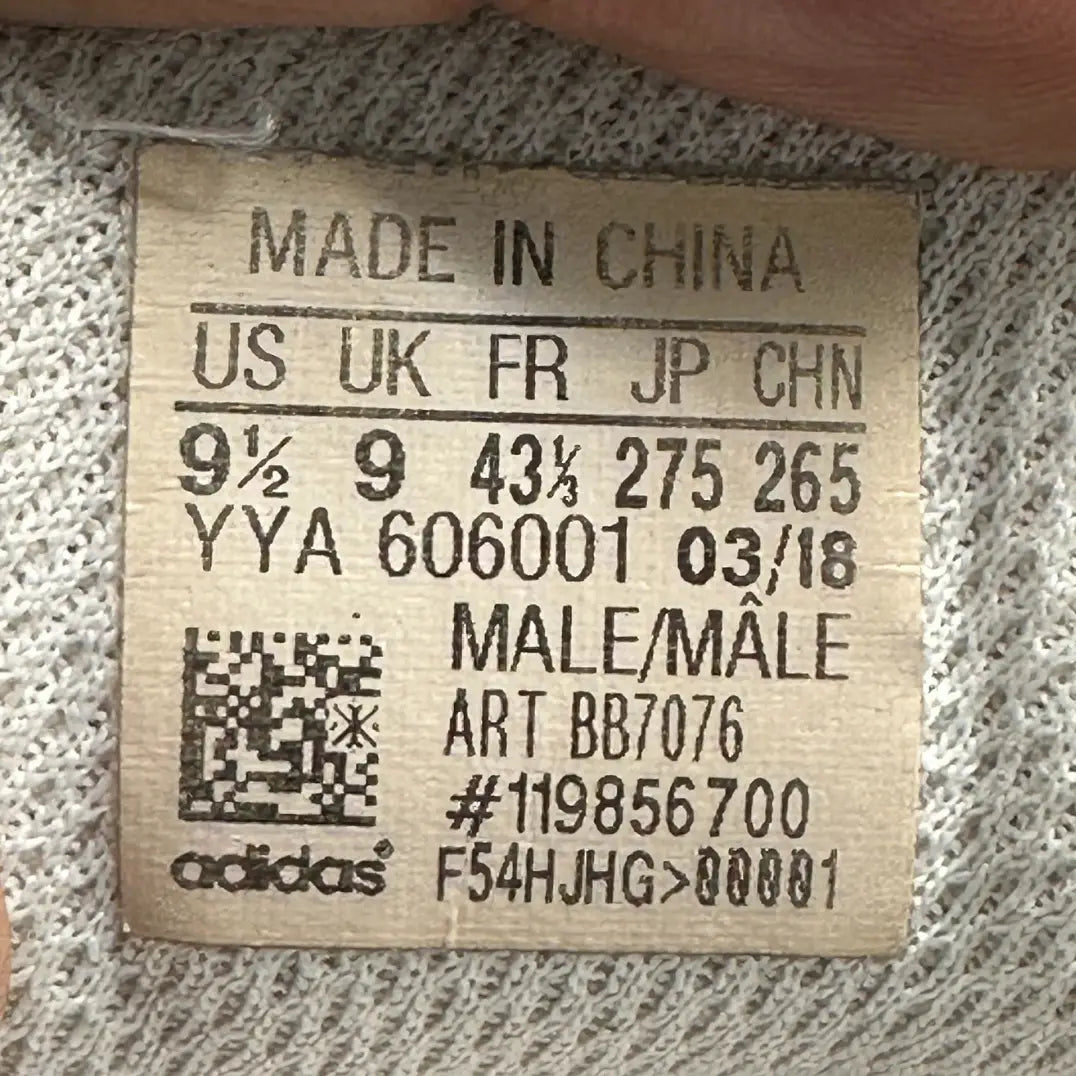 MADE IN CHINA
US UK FR JP CHN
9½ 9 43⅓ 275 265
YYA 606001 03/18
MALE/MÂLE
ART BB7076
#119856700
adidas® F54HJHG>00001